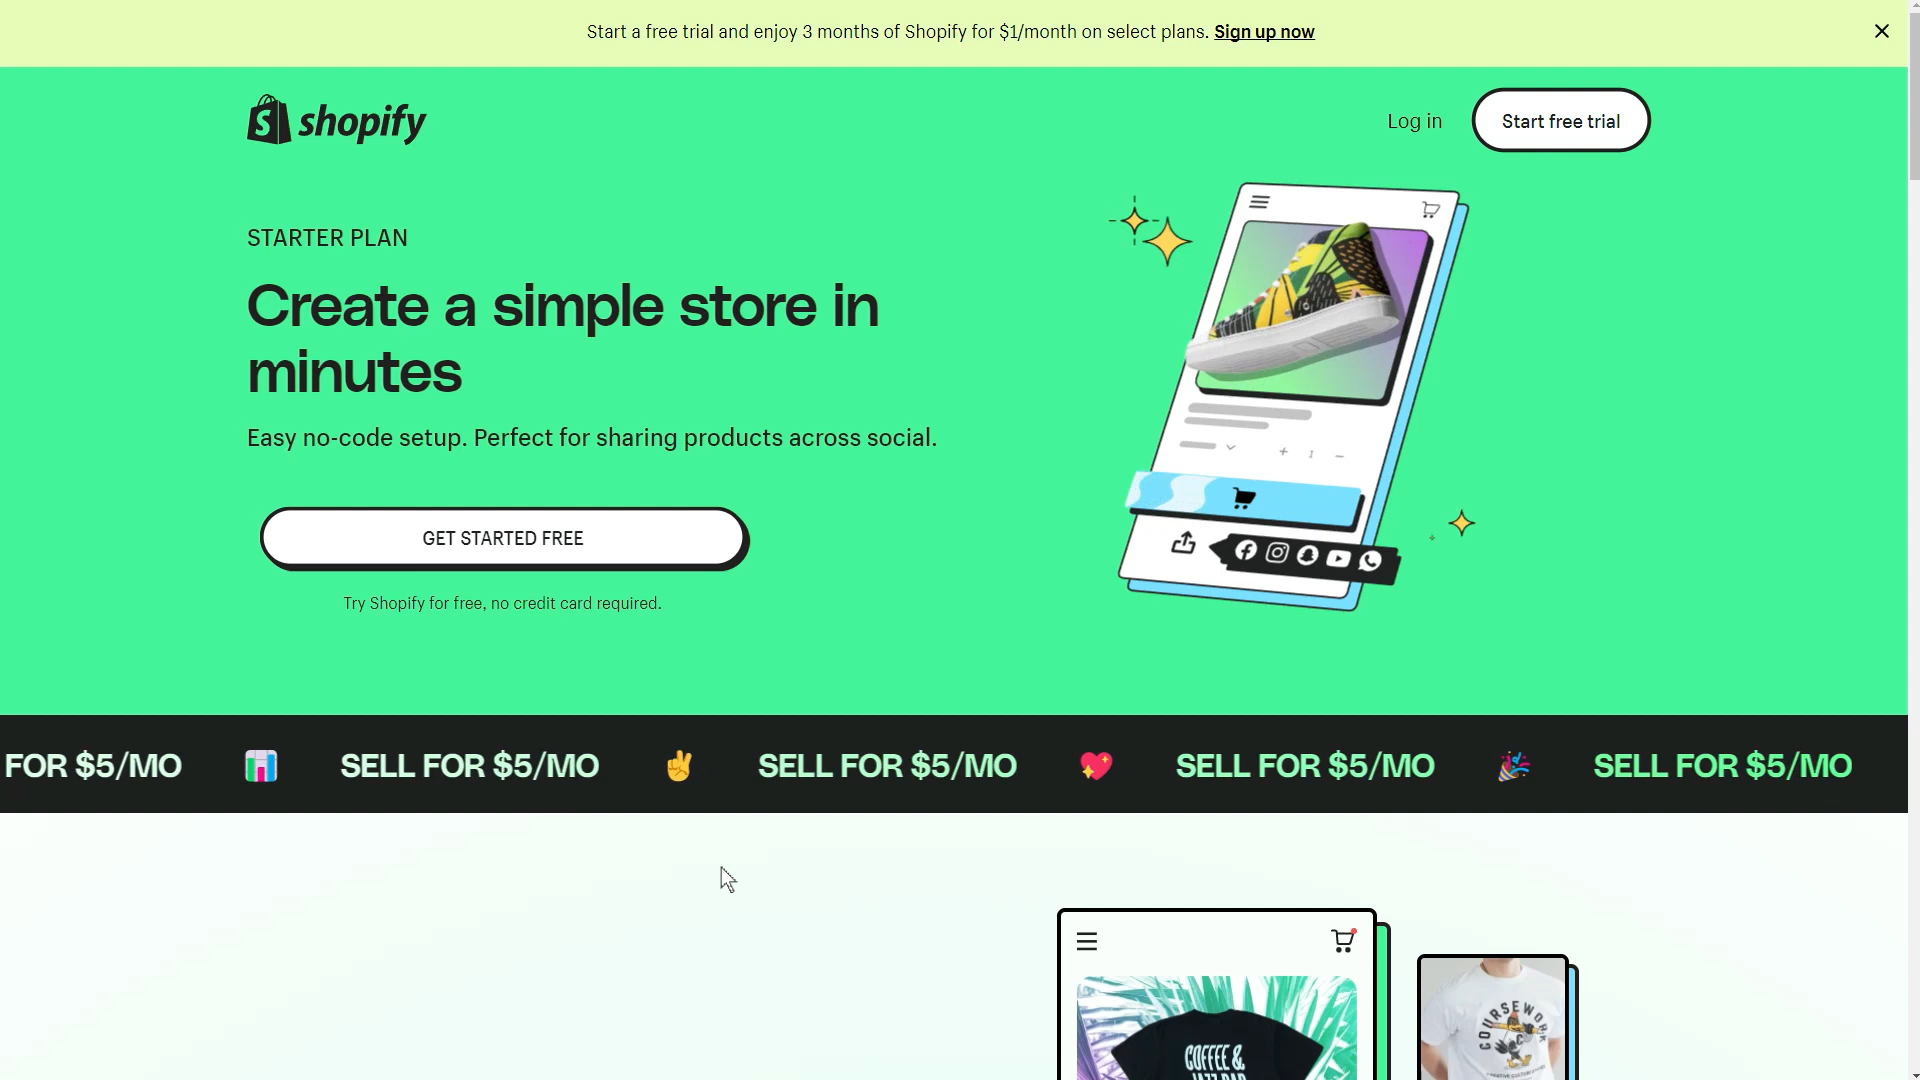 Start a free trial and enjoy 3 months of Shopify for $1/month on select plans. Sign up now
shopify
Log in
Start free trial
STARTER PLAN
Create a simple store in
minutes
Easy no-code setup. Perfect for sharing products across social.
GET STARTED FREE
Try Shopify for free, no credit card required.
+ 1 −
FOR $5/MO
SELL FOR $5/MO
SELL FOR $5/MO
SELL FOR $5/MO
SELL FOR $5/MO
COURSEWORK
COFFEE &
JAZZ BAR